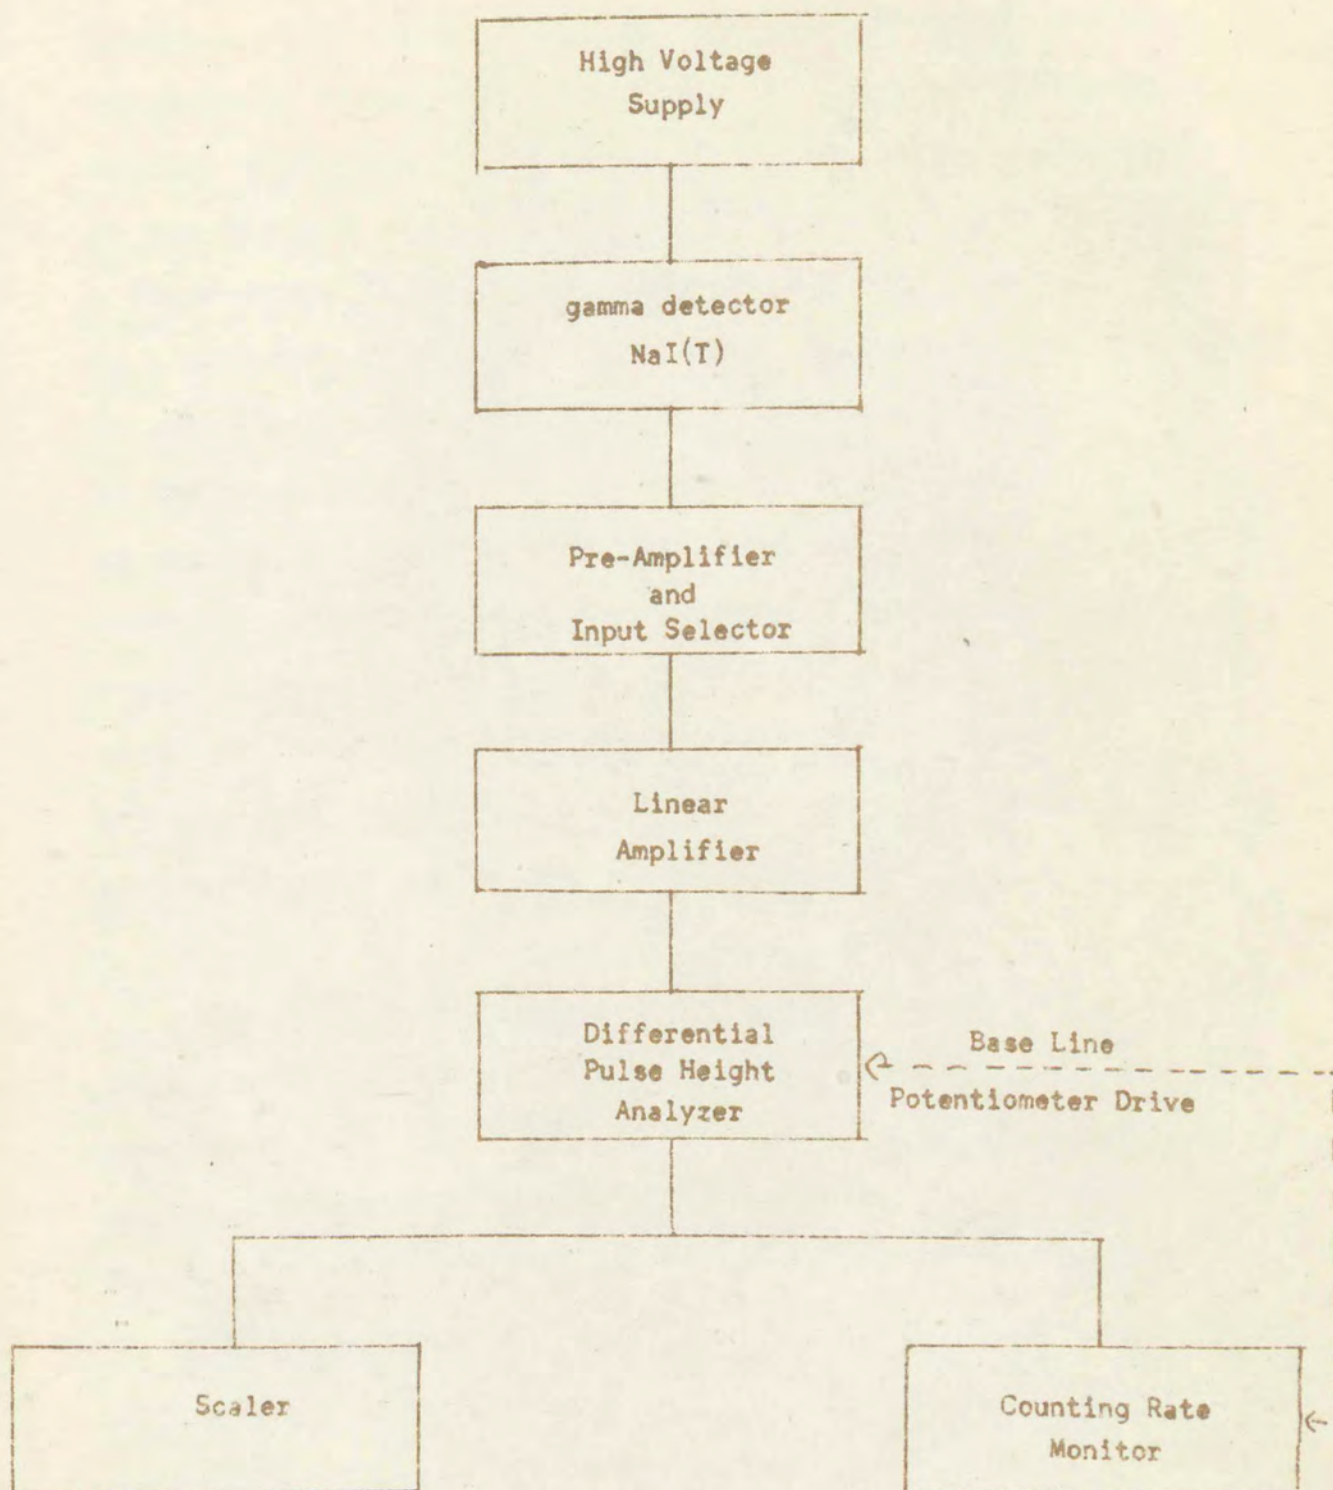 High Voltage
Supply
gamma detector
NaI(T)
Pre-Amplifier
and
Input Selector
Linear
Amplifier
Differential
Pulse Height
Analyzer
Base Line
Potentiometer Drive
Scaler
Counting Rate
Monitor